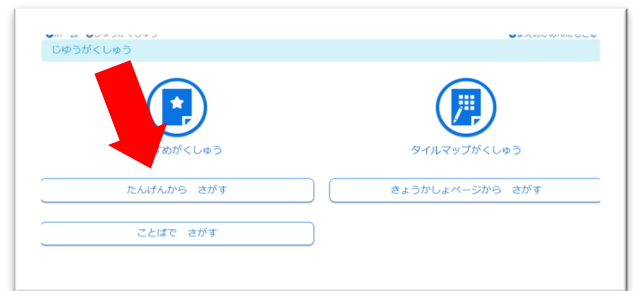 じゆうがくしゅう
めがくしゅう
タイルマップがくしゅう
たんげんから　さがす
きょうかしょページから　さがす
ことばで　さがす